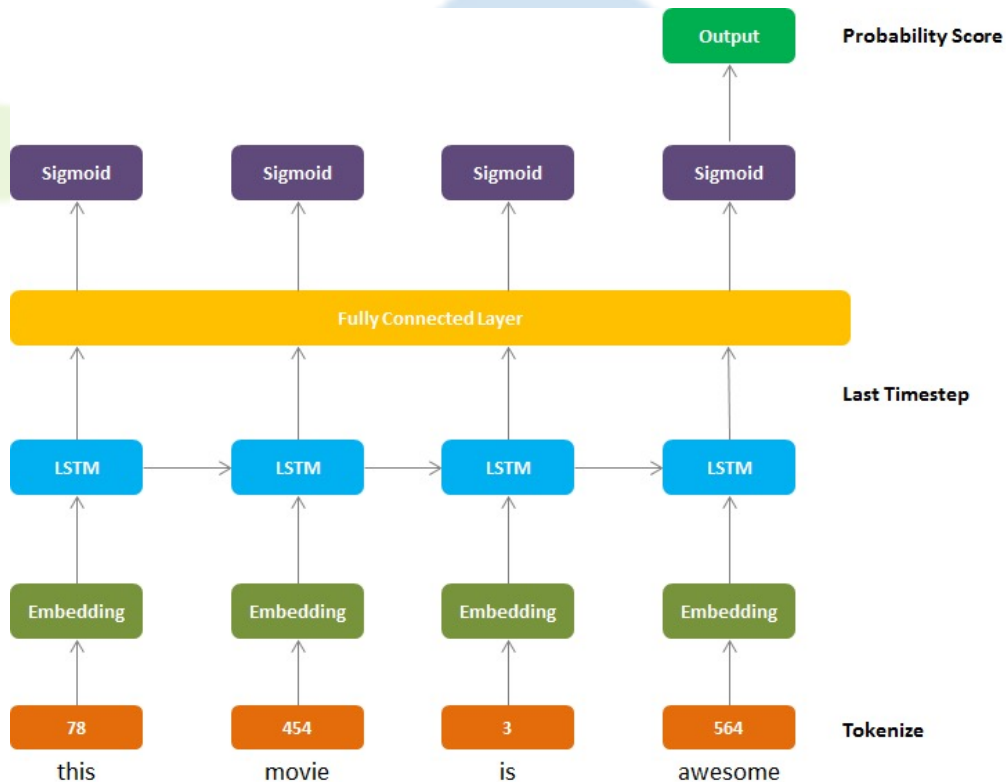 Output Probability Score
Sigmoid Sigmoid Sigmoid Sigmoid
Fully Connected Layer
Last Timestep
LSTM LSTM LSTM LSTM
Embedding Embedding Embedding Embedding
78 454 3 564 Tokenize
this movie is awesome